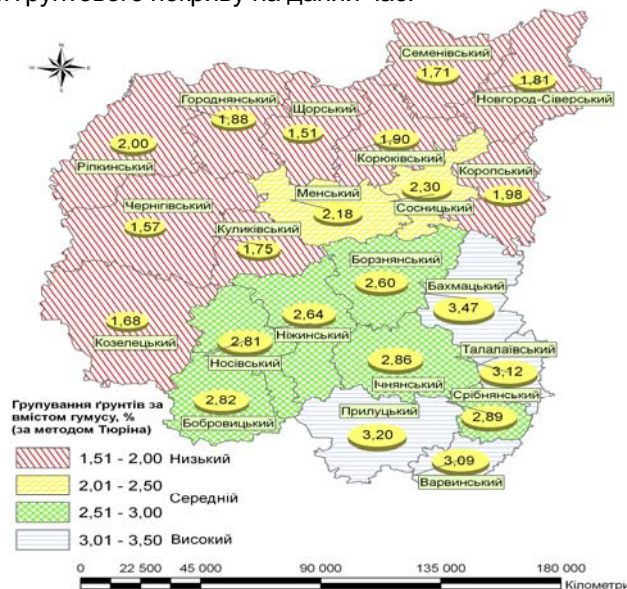 ґрунтового покриву на даний час.
Семенівський
1,71
1,81
Новгород-Сіверський
Городнянський
1,88
Щорський
1,51
1,90
Корюківський
2,00
Ріпкинський
Коропський
1,98
Менський
2,18
2,30
Сосницький
Чернігівський
1,57
Куликівський
1,75
Борзнянський
2,60
Бахмацький
3,47
1,68
Козелецький
2,64
Ніжинський
2,81
Носівський
2,86
Ічнянський
Талалаївський
3,12
Срібнянський
2,89
2,82
Бобровицький
Прилуцький
3,20
3,09
Варвинський
Групування ґрунтів за
вмістом гумусу, %
(за методом Тюріна)
1,51 - 2,00 Низький
2,01 - 2,50
Середній
2,51 - 3,00
3,01 - 3,50 Високий
0 22 500 45 000 90 000 135 000 180 000
Кілометри